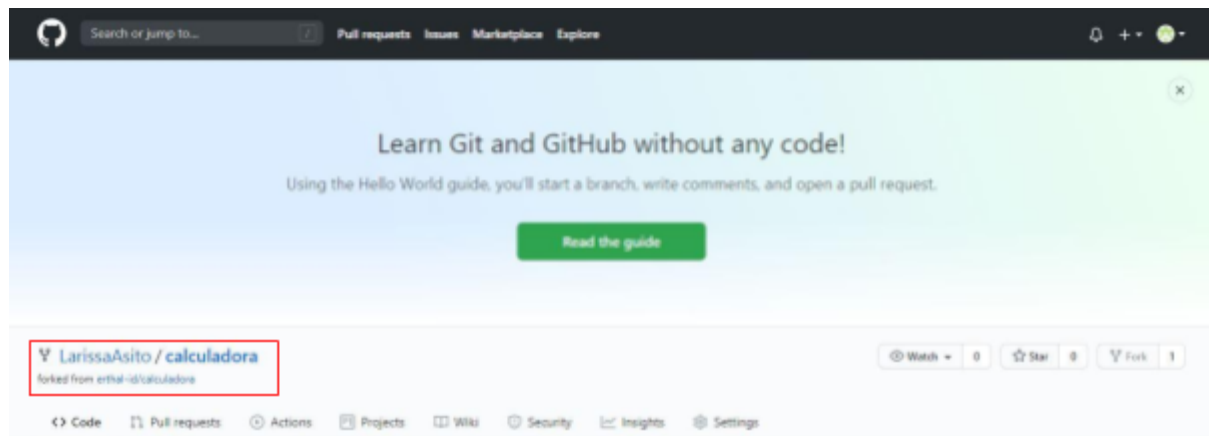 Search or jump to... /
Pull requests Issues Marketplace Explore
Learn Git and GitHub without any code!
Using the Hello World guide, you'll start a branch, write comments, and open a pull request.
Read the guide
LarissaAsito / calculadora
forked from erthal-id/calculadora
Watch 0 Star 0 Fork 1
Code Pull requests Actions Projects Wiki Security Insights Settings